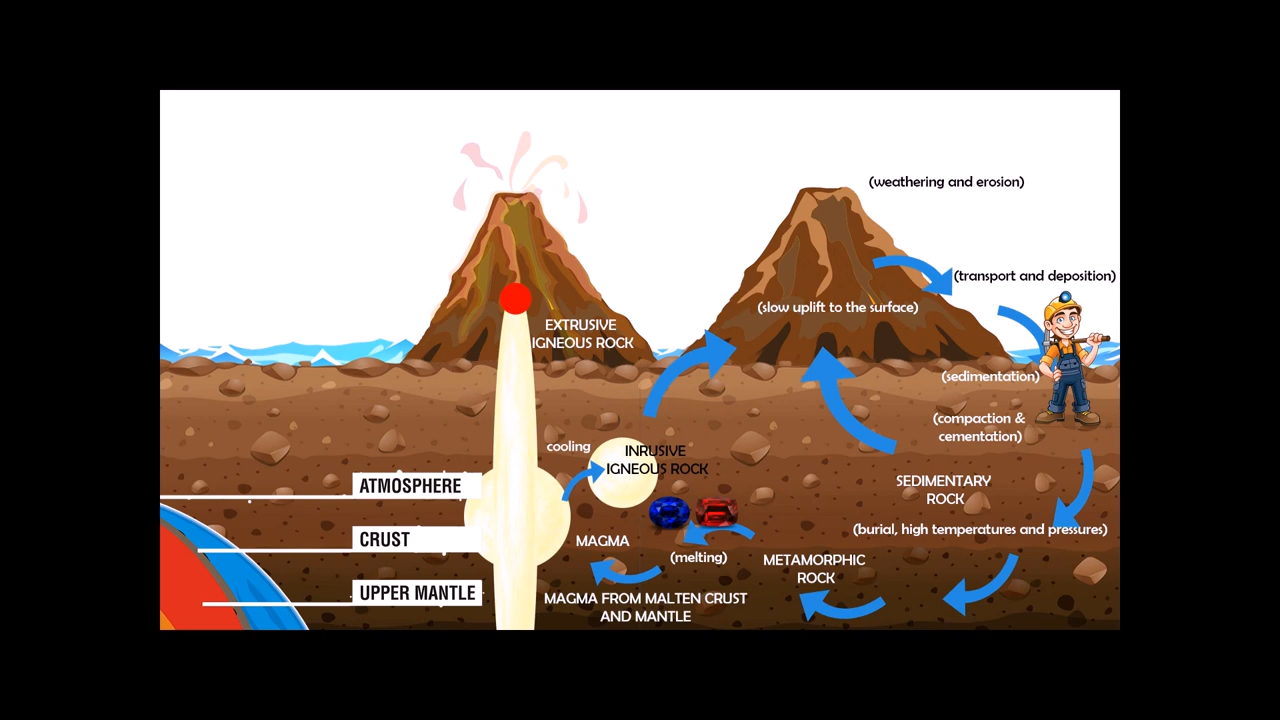 (weathering and erosion)
(transport and deposition)
(slow uplift to the surface)
EXTRUSIVE
IGNEOUS ROCK
(sedimentation)
(compaction &
cementation)
cooling
INRUSIVE
IGNEOUS ROCK
ATMOSPHERE
SEDIMENTARY
ROCK
(burial, high temperatures and pressures)
CRUST
MAGMA
(melting)
METAMORPHIC
ROCK
UPPER MANTLE
MAGMA FROM MALTEN CRUST
AND MANTLE